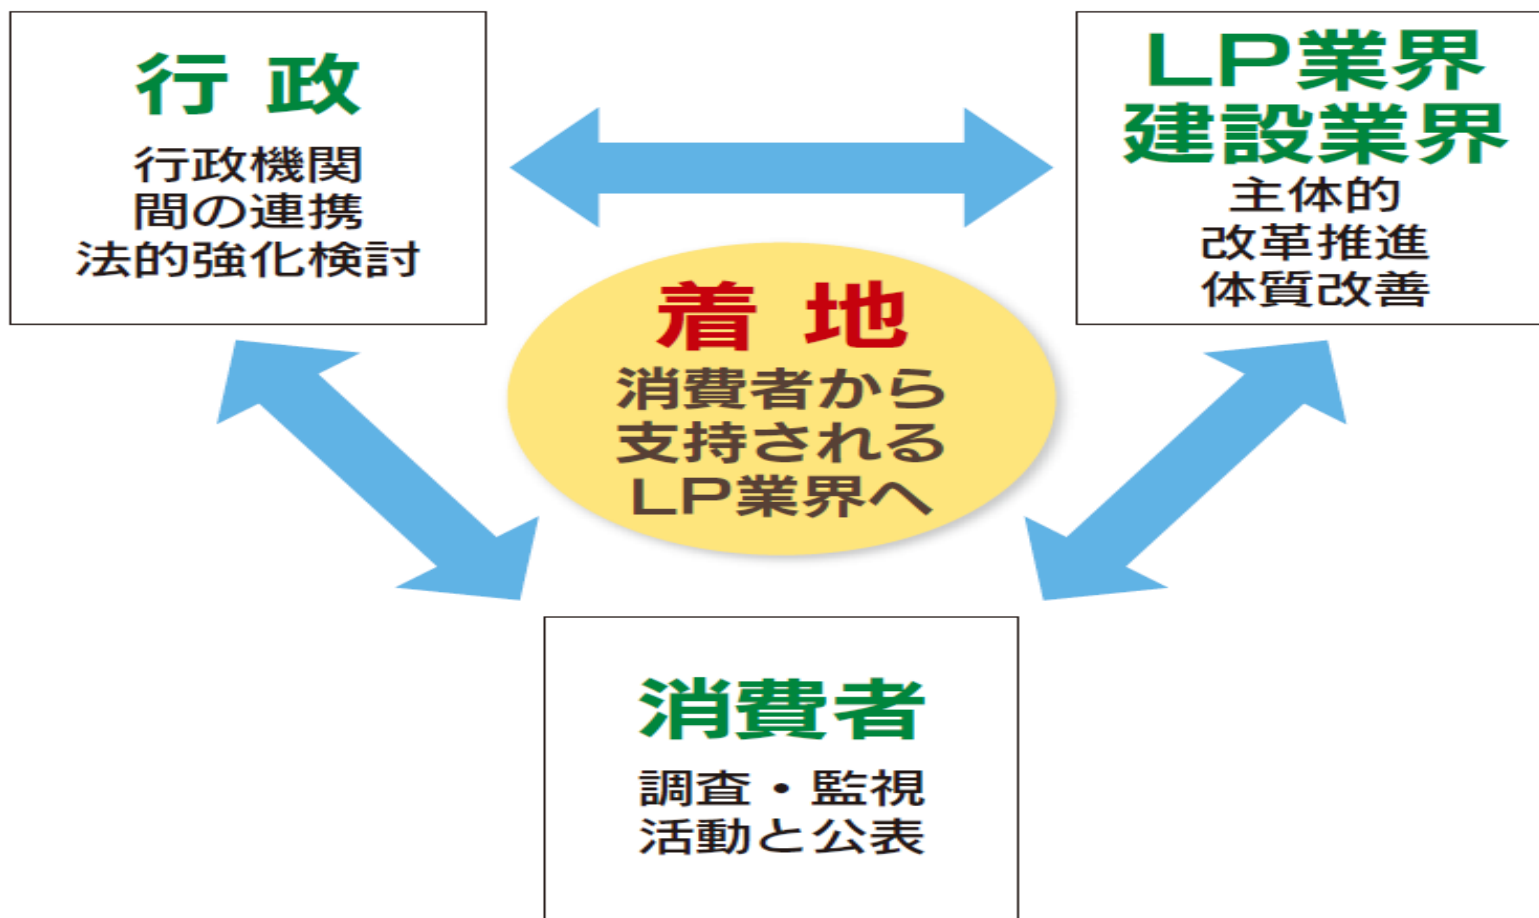 行 政
行政機関
間の連携
法的強化検討
LP業界
建設業界
主体的
改革推進
体質改善
着 地
消費者から
支持される
LP業界へ
消費者
調査・監視
活動と公表